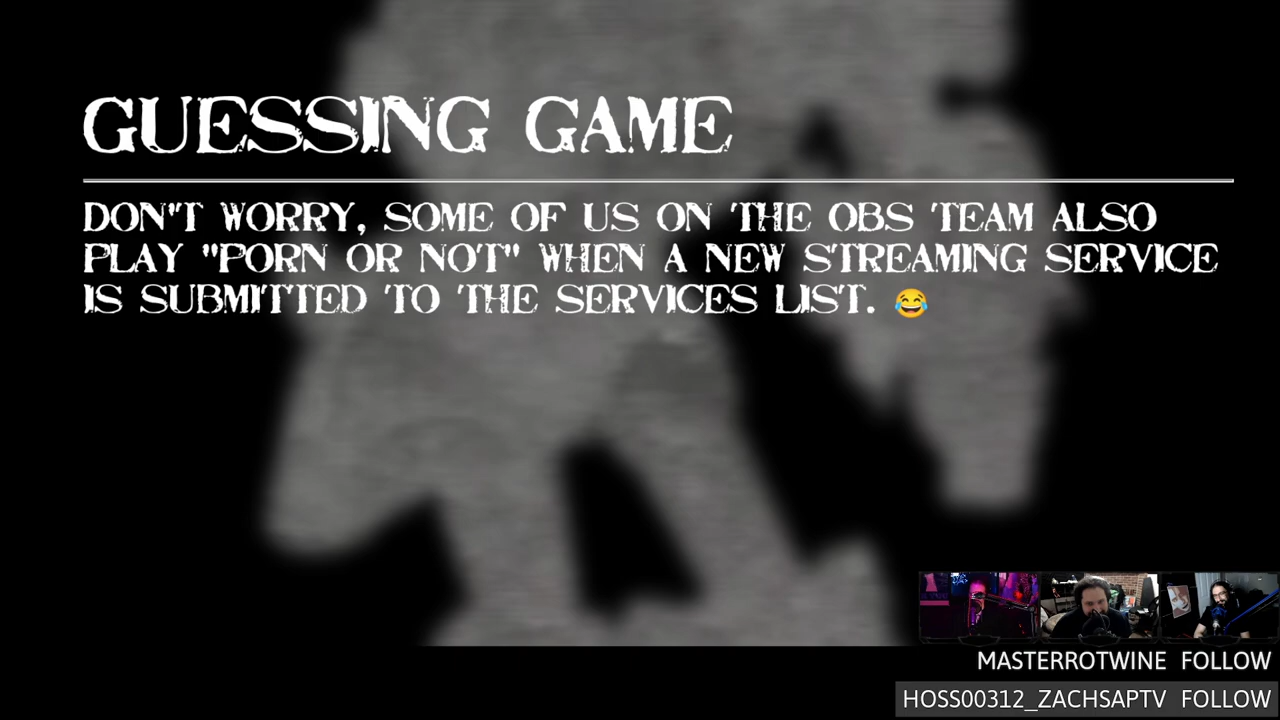 GUESSING GAME
DON'T WORRY, SOME OF US ON THE OBS TEAM ALSO
PLAY "PORN OR NOT" WHEN A NEW STREAMING SERVICE
IS SUBMITTED TO THE SERVICES LIST. 😂
MASTERROTWINE FOLLOW
HOSS00312_ZACHSAPTV FOLLOW